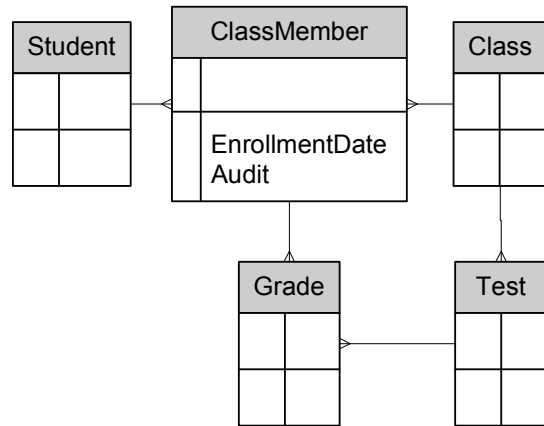 Student
ClassMember
Class
EnrollmentDate
Audit
Grade
Test